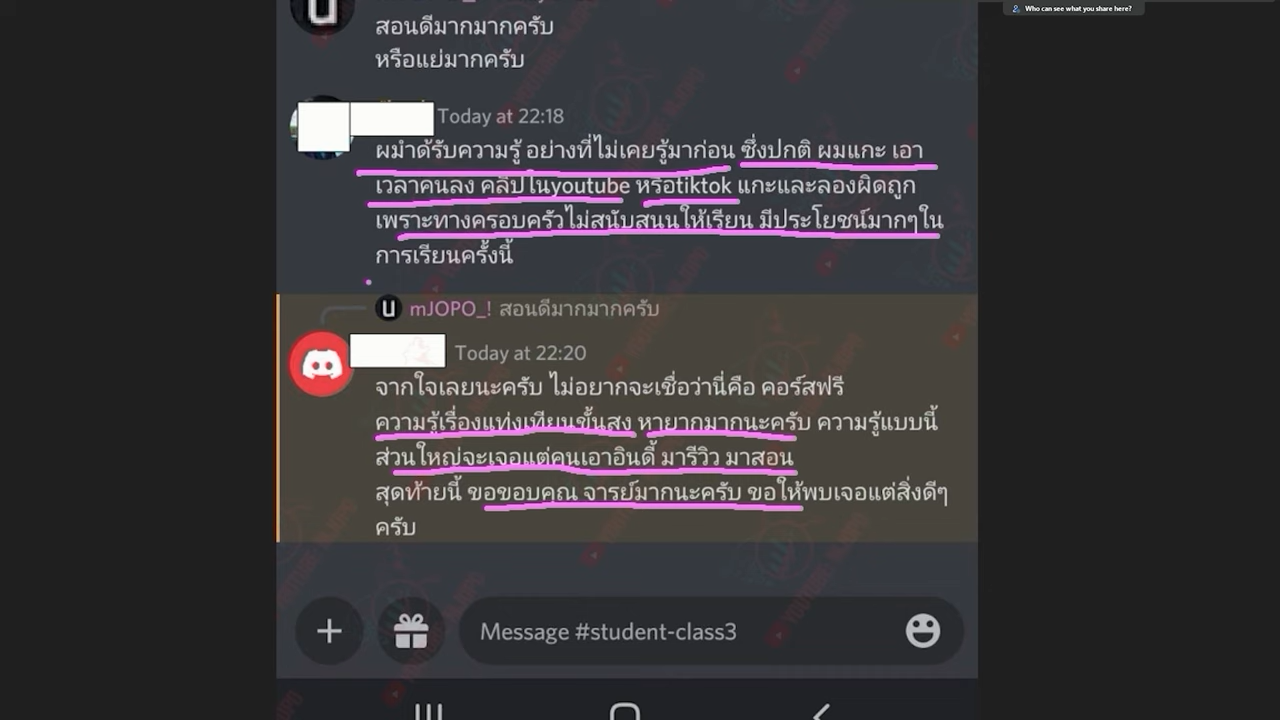 Who can see what you share here?
สอนดีมากมากครับ
หรือแย่มากครับ
Today at 22:18
ผมำด้รับความรู้ อย่างที่ไม่เคยรู้มาก่อน ซึ่งปกติ ผมแกะ เอา
เวลาคนลง คลิปในyoutube หรือtiktok แกะและลองผิดถูก
เพราะทางครอบครัวไม่สนับสนนให้เรียน มีประโยชน์มากๆใน
การเรียนครั้งนี้
mJOPO_! สอนดีมากมากครับ
Today at 22:20
จากใจเลยนะครับ ไม่อยากจะเชื่อว่านี่คือ คอร์สฟรี
ความรู้เรื่องแท่งเทียนขั้นสูง หายากมากนะครับ ความรู้แบบนี้
ส่วนใหญ่จะเจอแต่คนเอาอินดี้ มารีวิว มาสอน
สุดท้ายนี้ ขอขอบคุณ จารย์มากนะครับ ขอให้พบเจอแต่สิ่งดีๆ
ครับ
Message #student-class3